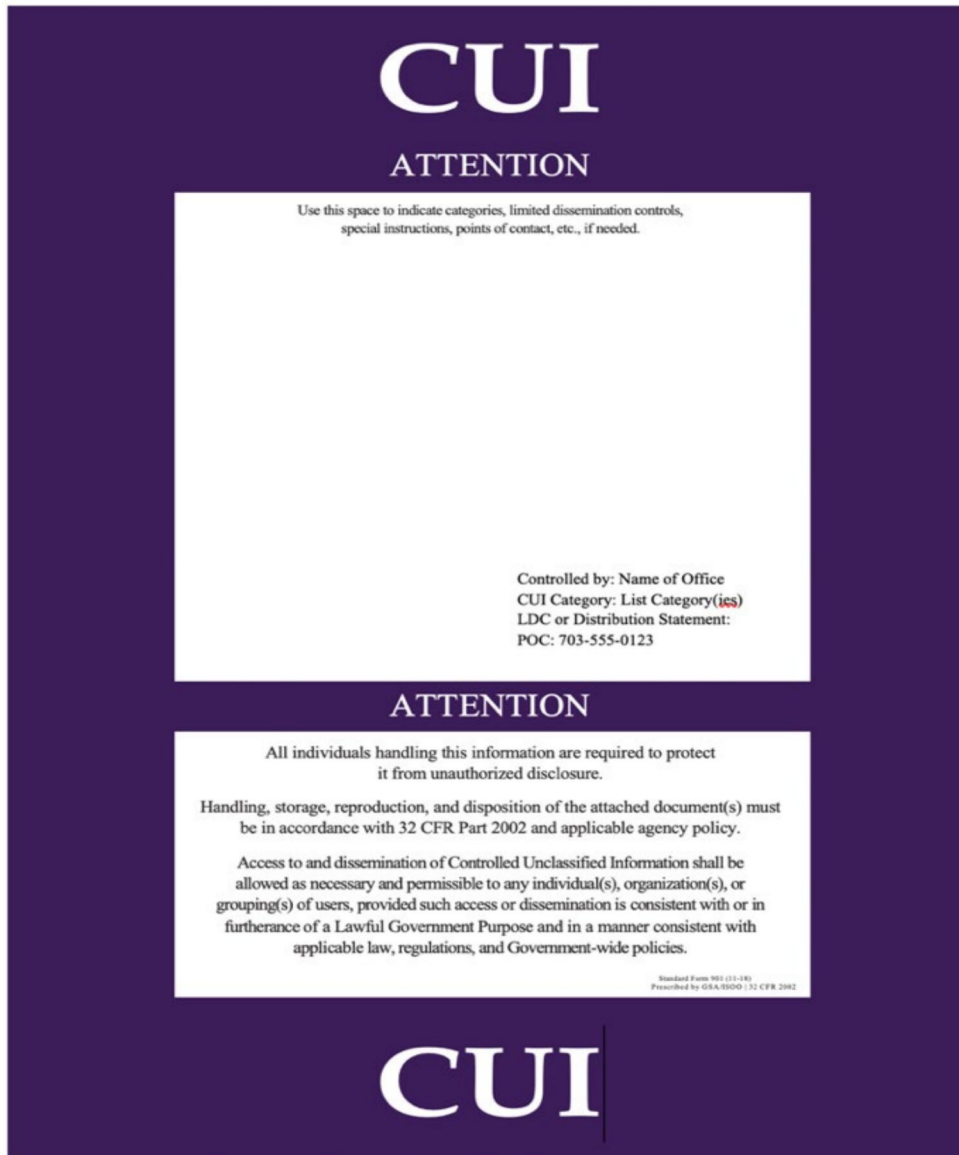 CUI
ATTENTION
Use this space to indicate categories, limited dissemination controls,
special instructions, points of contact, etc., if needed.
Controlled by: Name of Office
CUI Category: List Category(ies)
LDC or Distribution Statement:
POC: 703-555-0123
ATTENTION
All individuals handling this information are required to protect
it from unauthorized disclosure.
Handling, storage, reproduction, and disposition of the attached document(s) must
be in accordance with 32 CFR Part 2002 and applicable agency policy.
Access to and dissemination of Controlled Unclassified Information shall be
allowed as necessary and permissible to any individual(s), organization(s), or
grouping(s) of users, provided such access or dissemination is consistent with or in
furtherance of a Lawful Government Purpose and in a manner consistent with
applicable law, regulations, and Government-wide policies.
Standard Form 901 (11-18)
Prescribed by GSA/ISOO | 32 CFR 2002
CUI